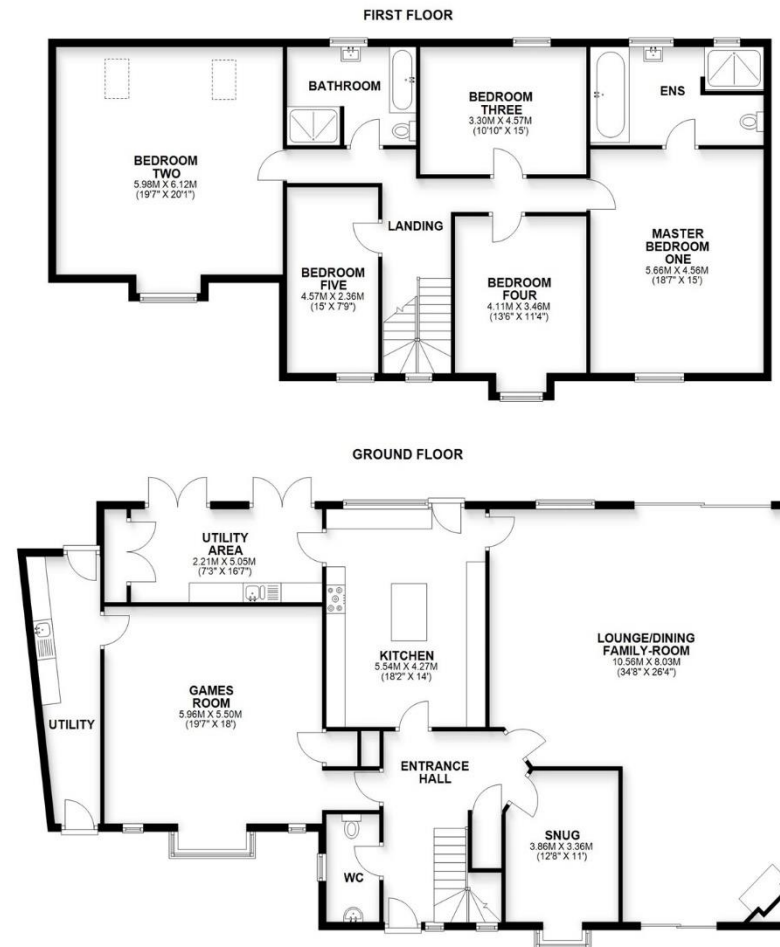 FIRST FLOOR
BATHROOM
BEDROOM
THREE
3.30M X 4.57M
(10'10" X 15')
ENS
BEDROOM
TWO
5.98M X 6.12M
(19'7" X 20'1")
LANDING
BEDROOM
FIVE
4.57M X 2.36M
(15' X 7'9")
BEDROOM
FOUR
4.11M X 3.46M
(13'6" X 11'4")
MASTER
BEDROOM
ONE
5.66M X 4.56M
(18'7" X 15')
GROUND FLOOR
UTILITY
AREA
2.21M X 5.05M
(7'3" X 16'7")
KITCHEN
5.54M X 4.27M
(18'2" X 14')
LOUNGE/DINING
FAMILY-ROOM
10.56M X 8.03M
(34'8" X 26'4")
GAMES
ROOM
5.96M X 5.50M
(19'7" X 18')
UTILITY
ENTRANCE
HALL
SNUG
3.86M X 3.36M
(12'8" X 11')
WC